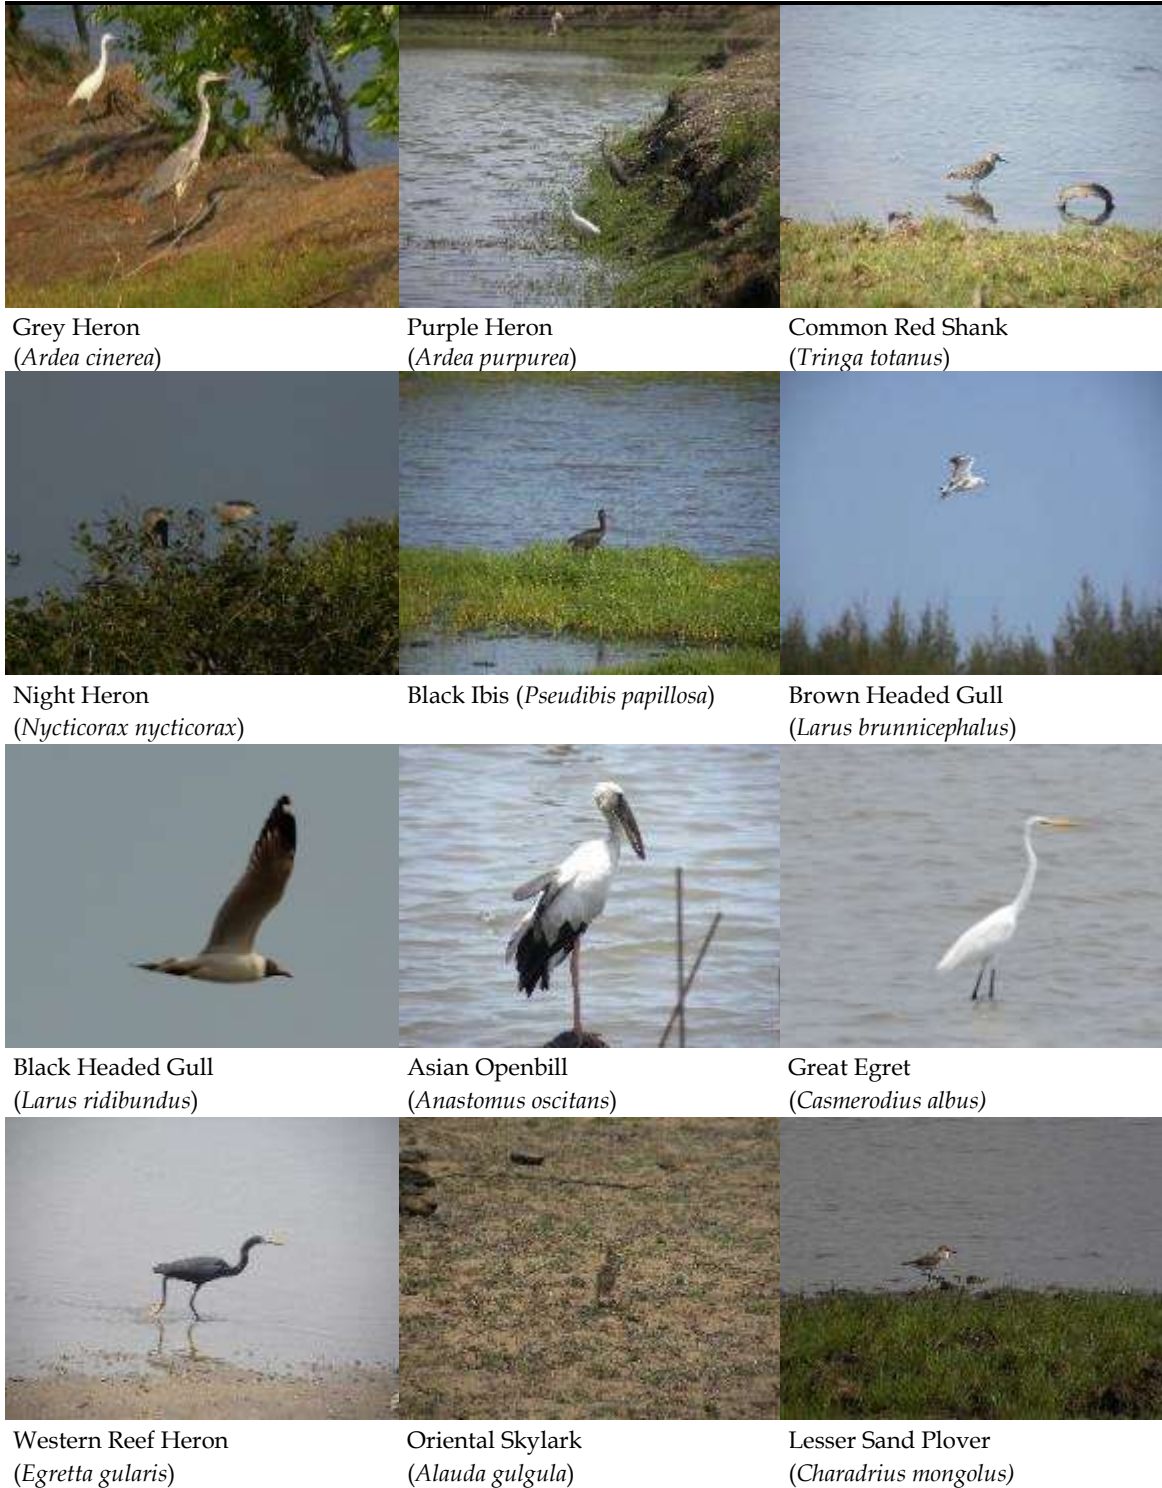 Grey Heron
(Ardea cinerea)
Purple Heron
(Ardea purpurea)
Common Red Shank
(Tringa totanus)
Night Heron
(Nycticorax nycticorax)
Black Ibis (Pseudibis papillosa)
Brown Headed Gull
(Larus brunnicephalus)
Black Headed Gull
(Larus ridibundus)
Asian Openbill
(Anastomus oscitans)
Great Egret
(Casmerodius albus)
Western Reef Heron
(Egretta gularis)
Oriental Skylark
(Alauda gulgula)
Lesser Sand Plover
(Charadrius mongolus)